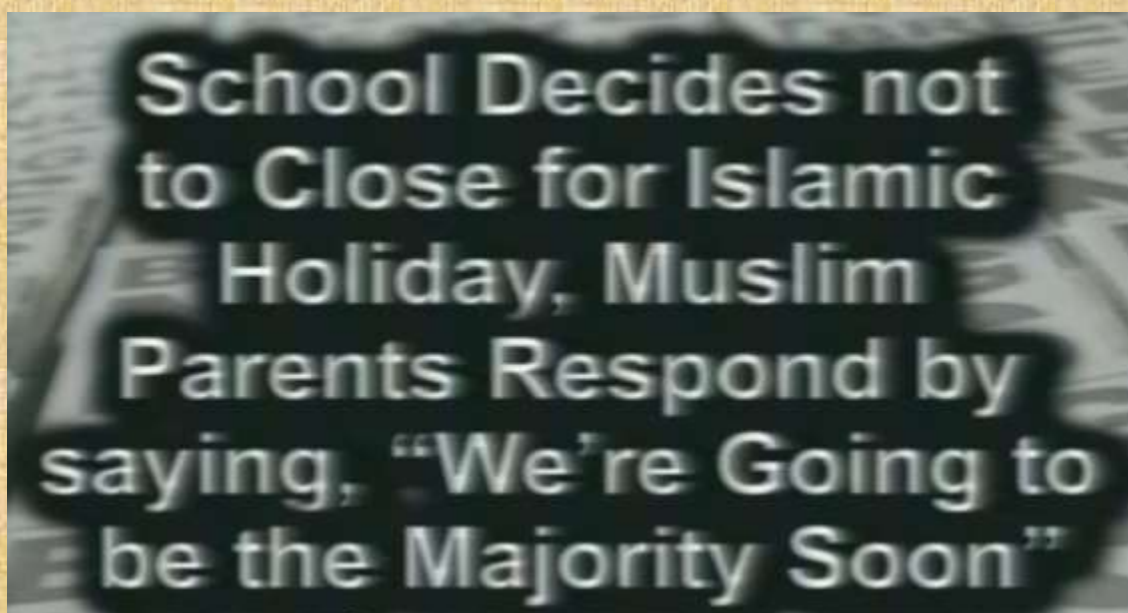 School Decides not
to Close for Islamic
Holiday, Muslim
Parents Respond by
saying, “We’re Going to
be the Majority Soon”